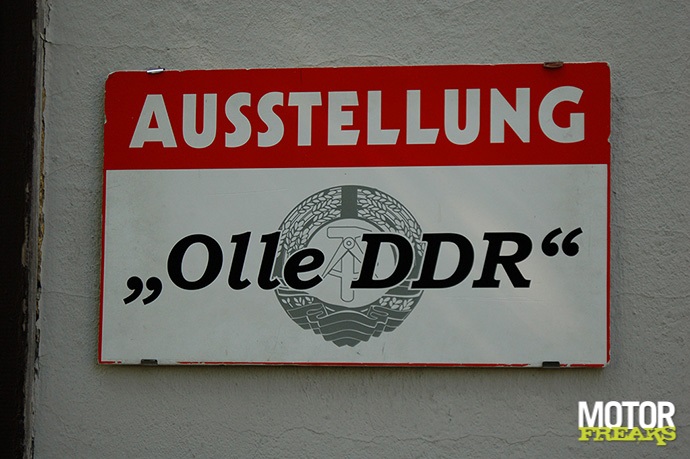 AUSSTELLUNG
„Olle DDR“
MOTOR
FREAKS